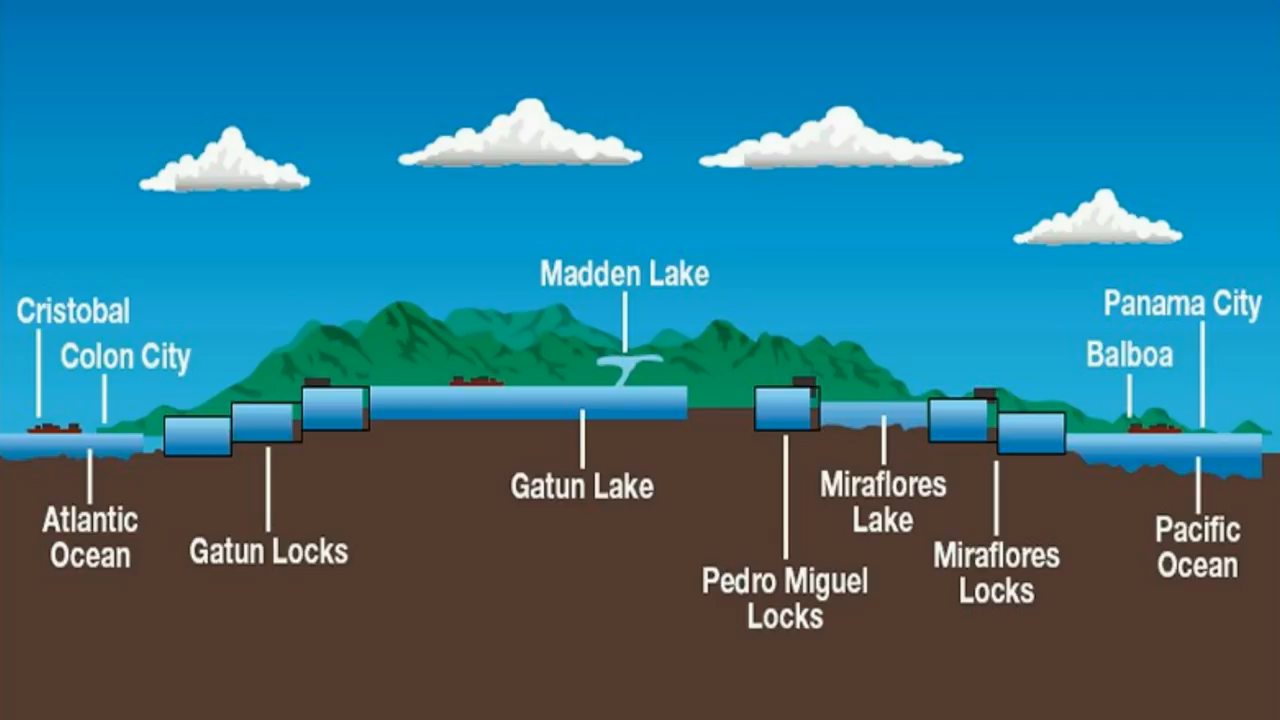 Madden Lake
Cristobal
Colon City
Panama City
Balboa
Atlantic
Ocean
Gatun Locks
Gatun Lake
Pedro Miguel
Locks
Miraflores
Lake
Miraflores
Locks
Pacific
Ocean